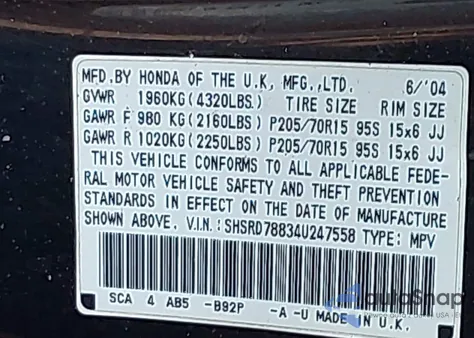 MFD.BY HONDA OF THE U.K, MFG.,LTD. 6/'04
GVWR 1960KG(4320LBS) TIRE SIZE RIM SIZE
GAWR F 980 KG(2160LBS) P205/70R15 95S 15x6 JJ
GAWR R 1020KG(2250LBS) P205/70R15 95S 15x6 JJ
THIS VEHICLE CONFORMS TO ALL APPLICABLE FEDE-
RAL MOTOR VEHICLE SAFETY AND THEFT PREVENTION
STANDARDS IN EFFECT ON THE DATE OF MANUFACTURE
SHOWN ABOVE. V.I.N.:SHSRD78834U247558 TYPE: MPV
SCA 4 AB5 -B92P -A -U MADE IN U.K.
autoSnap